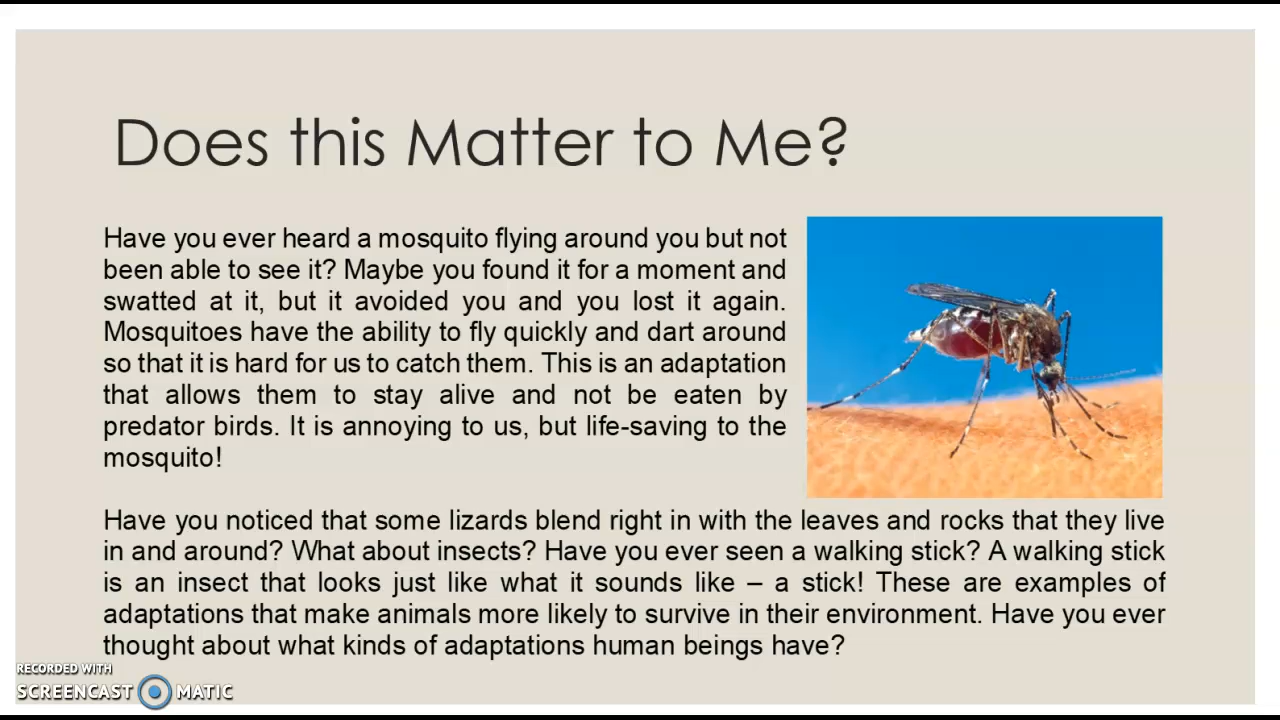 Does this Matter to Me?
Have you ever heard a mosquito flying around you but not
been able to see it? Maybe you found it for a moment and
swatted at it, but it avoided you and you lost it again.
Mosquitoes have the ability to fly quickly and dart around
so that it is hard for us to catch them. This is an adaptation
that allows them to stay alive and not be eaten by
predator birds. It is annoying to us, but life-saving to the
mosquito!
Have you noticed that some lizards blend right in with the leaves and rocks that they live
in and around? What about insects? Have you ever seen a walking stick? A walking stick
is an insect that looks just like what it sounds like – a stick! These are examples of
adaptations that make animals more likely to survive in their environment. Have you ever
thought about what kinds of adaptations human beings have?
RECORDED WITH
SCREENCAST MATIC